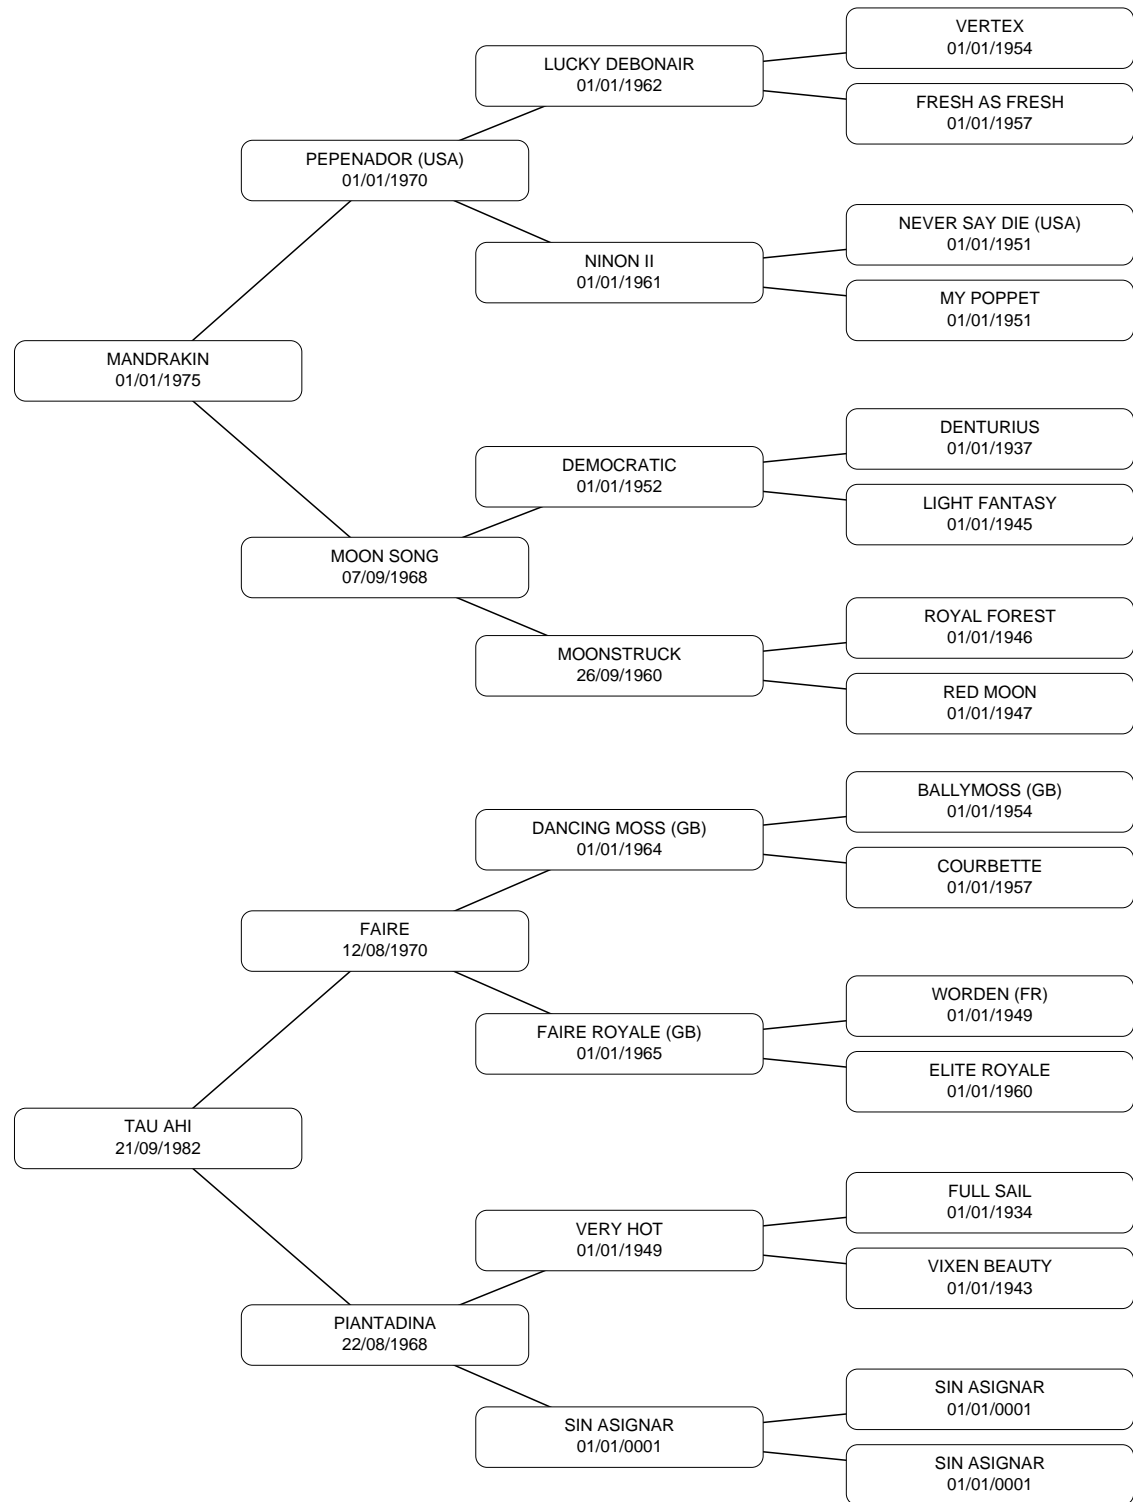 VERTEX
01/01/1954
LUCKY DEBONAIR
01/01/1962
FRESH AS FRESH
01/01/1957
PEPENADOR (USA)
01/01/1970
NEVER SAY DIE (USA)
01/01/1951
NINON II
01/01/1961
MY POPPET
01/01/1951
MANDRAKIN
01/01/1975
DENTURIUS
01/01/1937
DEMOCRATIC
01/01/1952
LIGHT FANTASY
01/01/1945
MOON SONG
07/09/1968
ROYAL FOREST
01/01/1946
MOONSTRUCK
26/09/1960
RED MOON
01/01/1947
BALLYMOSS (GB)
01/01/1954
DANCING MOSS (GB)
01/01/1964
COURBETTE
01/01/1957
FAIRE
12/08/1970
WORDEN (FR)
01/01/1949
FAIRE ROYALE (GB)
01/01/1965
ELITE ROYALE
01/01/1960
TAU AHI
21/09/1982
FULL SAIL
01/01/1934
VERY HOT
01/01/1949
VIXEN BEAUTY
01/01/1943
PIANTADINA
22/08/1968
SIN ASIGNAR
01/01/0001
SIN ASIGNAR
01/01/0001
SIN ASIGNAR
01/01/0001